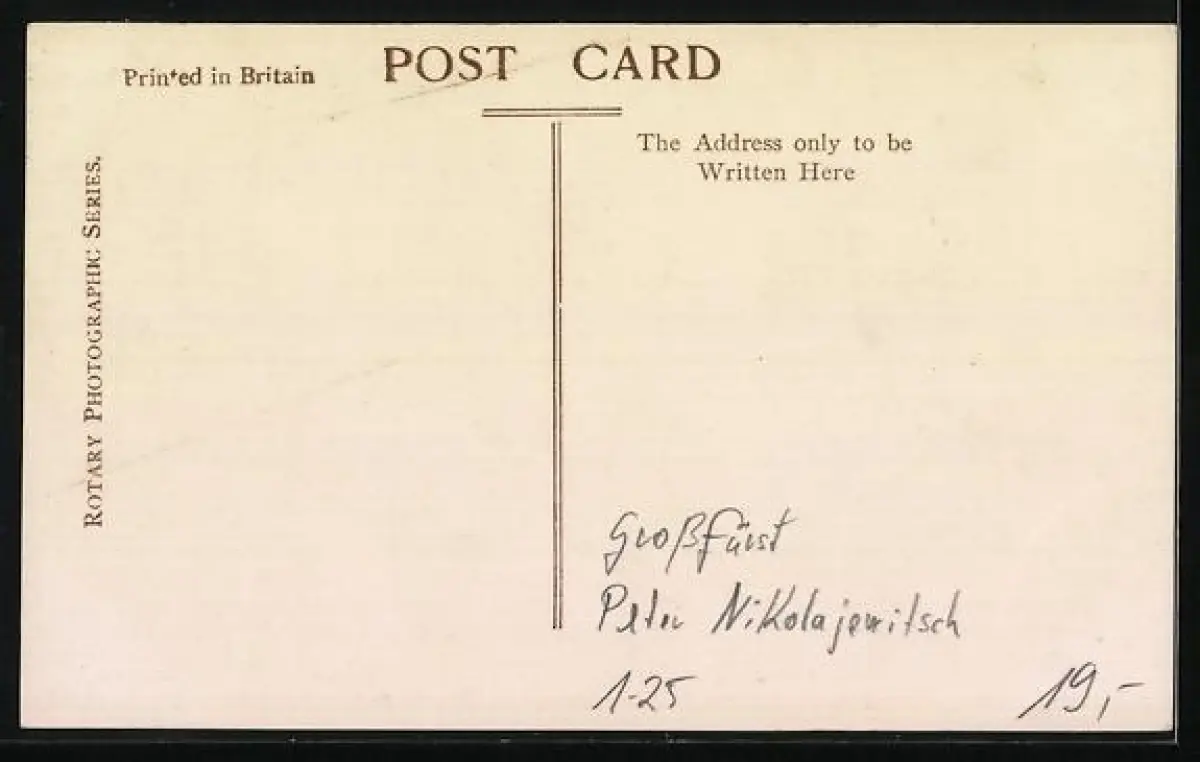 Printed in Britain
POST CARD
The Address only to be
Written Here
ROTARY PHOTOGRAPHIC SERIES.
Großfürst
Peter Nikolajewitsch
1-25
19,-